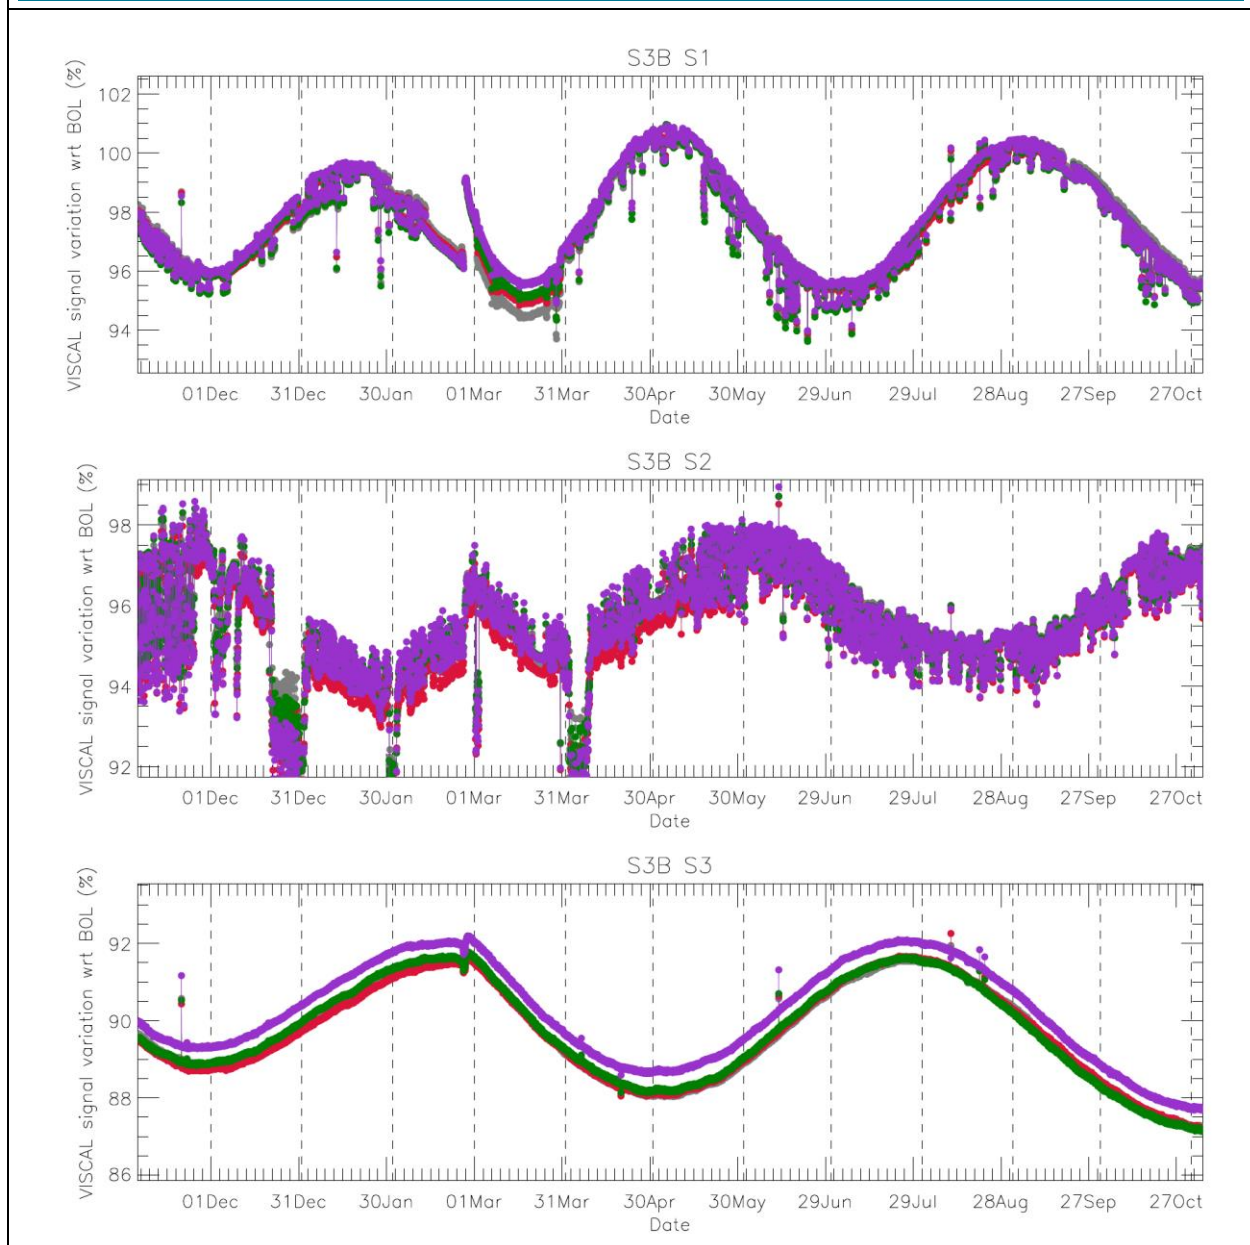 S3B S1
VISCAL signal variation wrt BOL (%)
102
100
98
96
94
01Dec 31Dec 30Jan 01Mar 31Mar 30Apr 30May 29Jun 29Jul 28Aug 27Sep 27Oct
Date
S3B S2
VISCAL signal variation wrt BOL (%)
98
96
94
92
01Dec 31Dec 30Jan 01Mar 31Mar 30Apr 30May 29Jun 29Jul 28Aug 27Sep 27Oct
Date
S3B S3
VISCAL signal variation wrt BOL (%)
92
90
88
86
01Dec 31Dec 30Jan 01Mar 31Mar 30Apr 30May 29Jun 29Jul 28Aug 27Sep 27Oct
Date